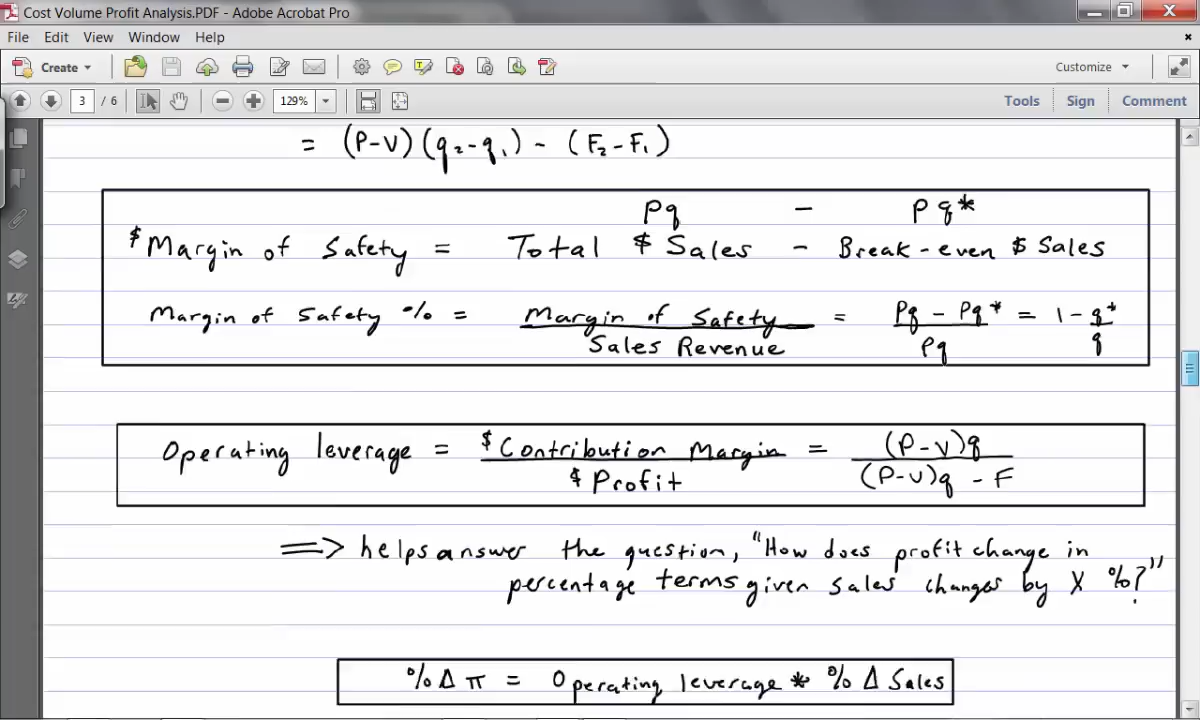 Cost Volume Profit Analysis.PDF - Adobe Acrobat Pro
File Edit View Window Help
Create Customize
3 / 6 129% Tools Sign Comment
= (P-V) (q₂-q₁) - (F₂-F₁)
Pq - Pq*
$ Margin of Safety = Total $ Sales - Break-even $ Sales
Margin of Safety % = Margin of Safety / Sales Revenue = Pq - Pq* / Pq = 1 - q* / q
Operating leverage = $ Contribution Margin / $ Profit = (P-V)q / (P-V)q - F
=> helps answer the question, "How does profit change in
percentage terms given sales changes by X %?"
% Δ π = Operating leverage * % Δ Sales